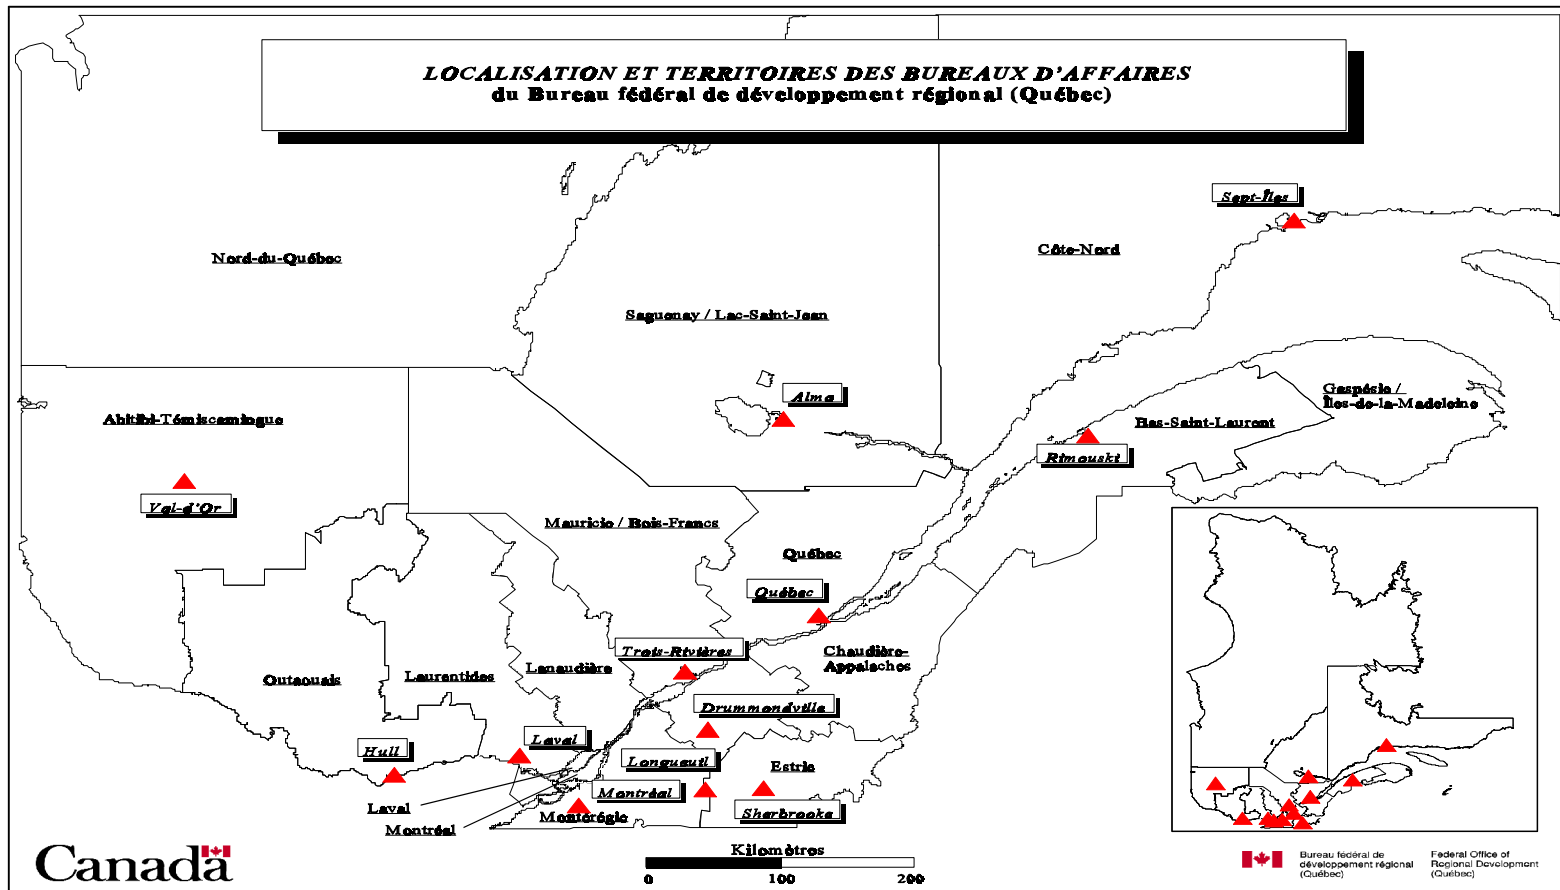 LOCALISATION ET TERRITOIRES DES BUREAUX D'AFFAIRES
du Bureau fédéral de développement régional (Québec)
Sept-Îles
Nord-du-Québec
Côte-Nord
Saguenay / Lac-Saint-Jean
Alma
Gaspésie /
Îles-de-la-Madeleine
Abitibi-Témiscamingue
Bas-Saint-Laurent
Rimouski
Val-d'Or
Mauricie / Bois-Francs
Québec
Québec
Trois-Rivières
Chaudière-
Appalaches
Lanaudière
Laurentides
Outaouais
Drummondville
Laval
Hull
Longueuil
Estrie
Montréal
Laval
Sherbrooke
Montérégie
Montréal
Kilomètres
0 100 200
Canada
Bureau fédéral de
développement régional
(Québec)
Federal Office of
Regional Development
(Québec)